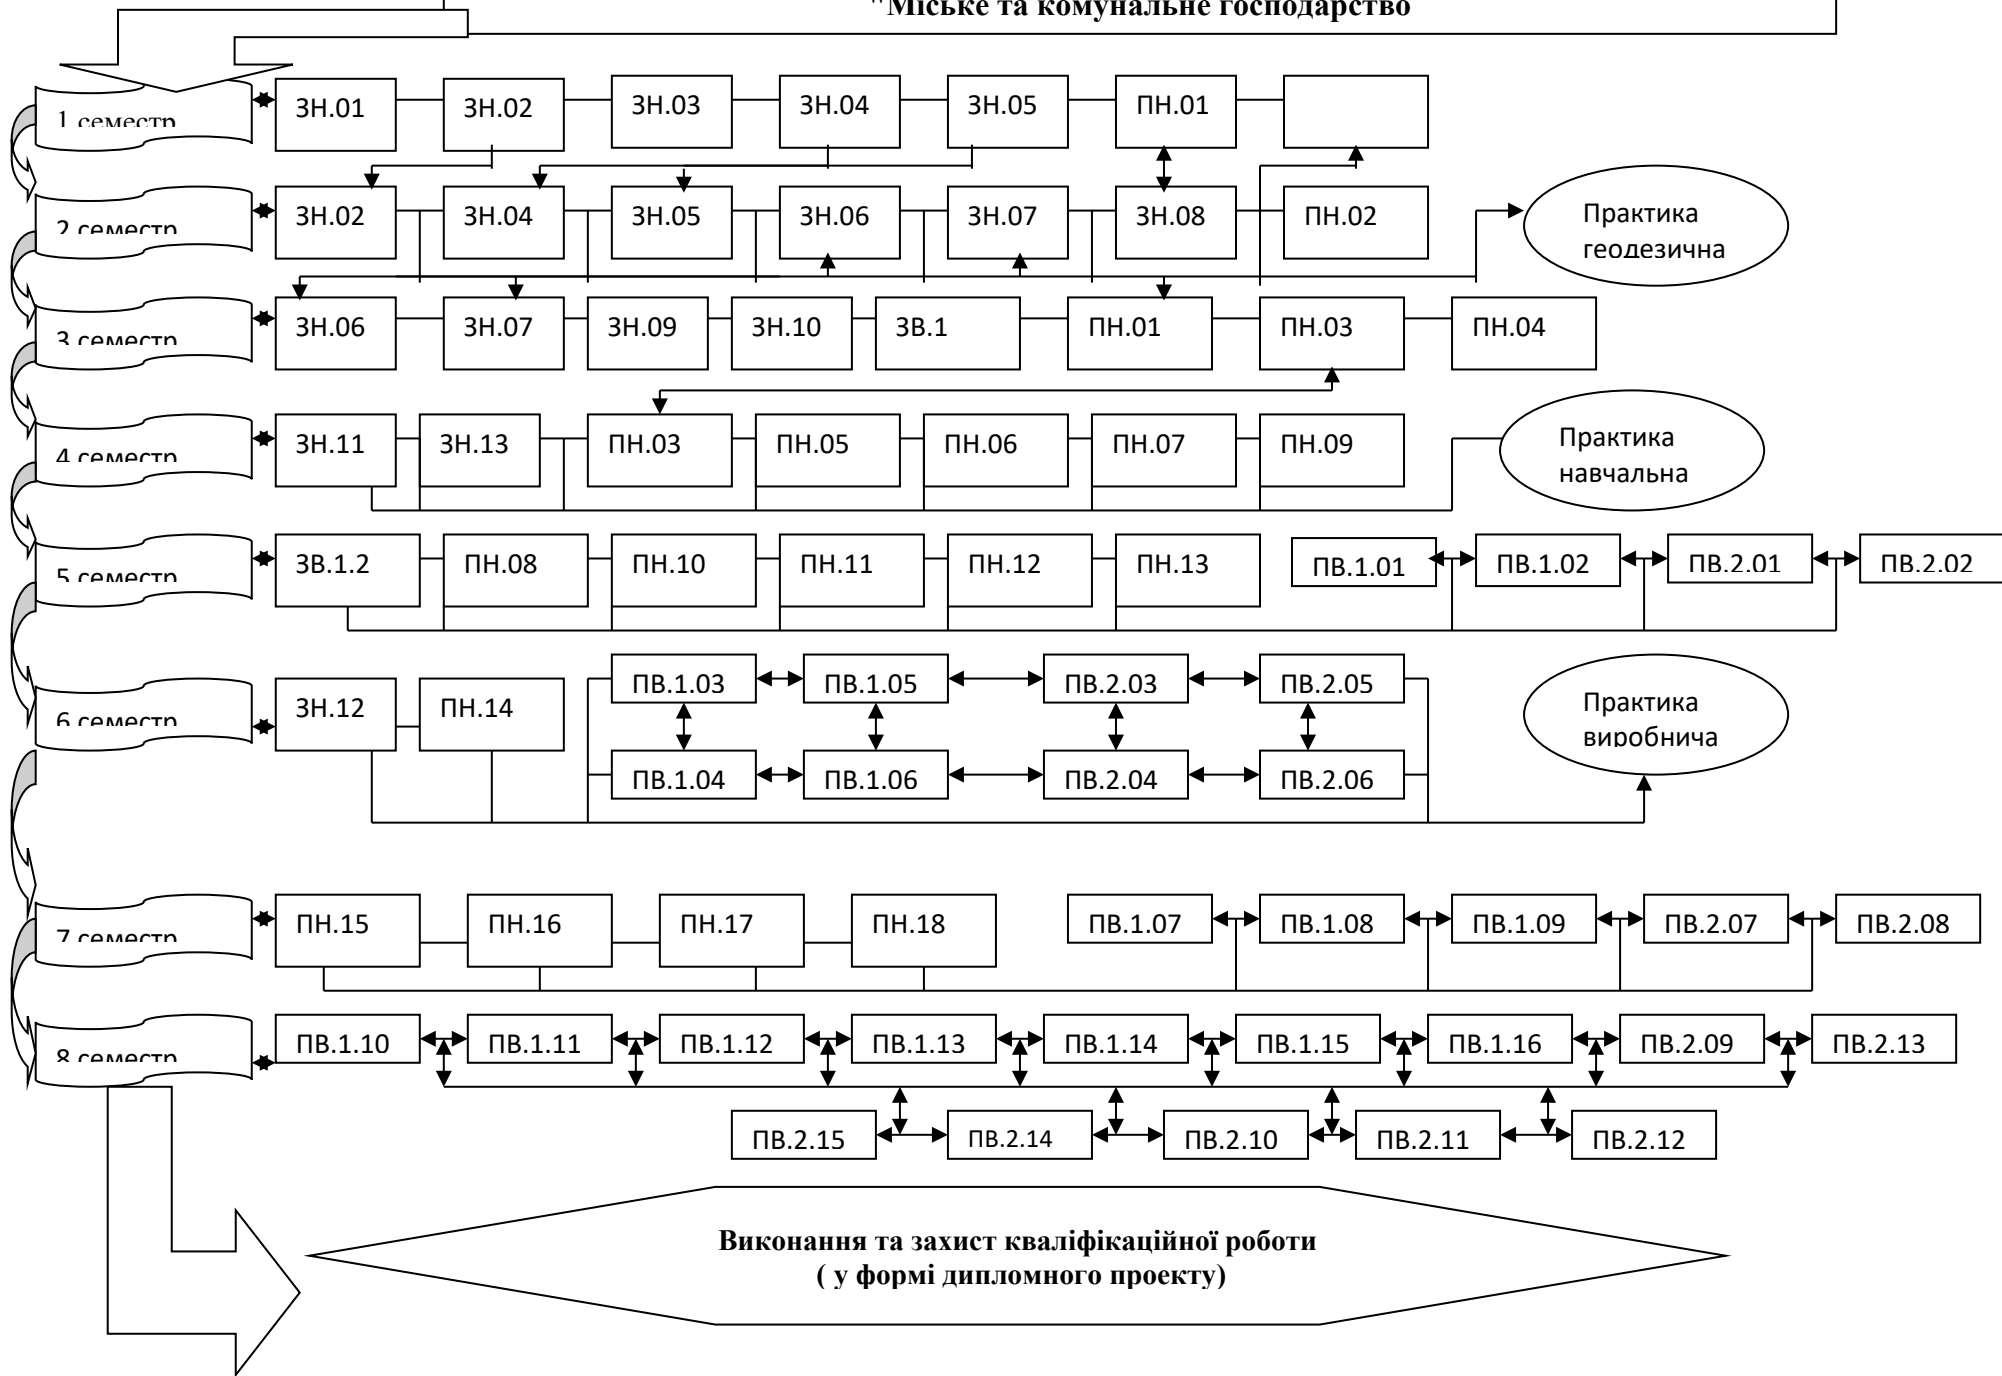 "Міське та комунальне господарство
1 семестр
ЗН.01
ЗН.02
ЗН.03
ЗН.04
ЗН.05
ПН.01
2 семестр
ЗН.02
ЗН.04
ЗН.05
ЗН.06
ЗН.07
ЗН.08
ПН.02
Практика
геодезична
3 семестр
ЗН.06
ЗН.07
ЗН.09
ЗН.10
ЗВ.1
ПН.01
ПН.03
ПН.04
4 семестр
ЗН.11
ЗН.13
ПН.03
ПН.05
ПН.06
ПН.07
ПН.09
Практика
навчальна
5 семестр
ЗВ.1.2
ПН.08
ПН.10
ПН.11
ПН.12
ПН.13
ПВ.1.01
ПВ.1.02
ПВ.2.01
ПВ.2.02
6 семестр
ЗН.12
ПН.14
ПВ.1.03
ПВ.1.05
ПВ.2.03
ПВ.2.05
ПВ.1.04
ПВ.1.06
ПВ.2.04
ПВ.2.06
Практика
виробнича
7 семестр
ПН.15
ПН.16
ПН.17
ПН.18
ПВ.1.07
ПВ.1.08
ПВ.1.09
ПВ.2.07
ПВ.2.08
8 семестр
ПВ.1.10
ПВ.1.11
ПВ.1.12
ПВ.1.13
ПВ.1.14
ПВ.1.15
ПВ.1.16
ПВ.2.09
ПВ.2.13
ПВ.2.15
ПВ.2.14
ПВ.2.10
ПВ.2.11
ПВ.2.12
Виконання та захист кваліфікаційної роботи
( у формі дипломного проекту)